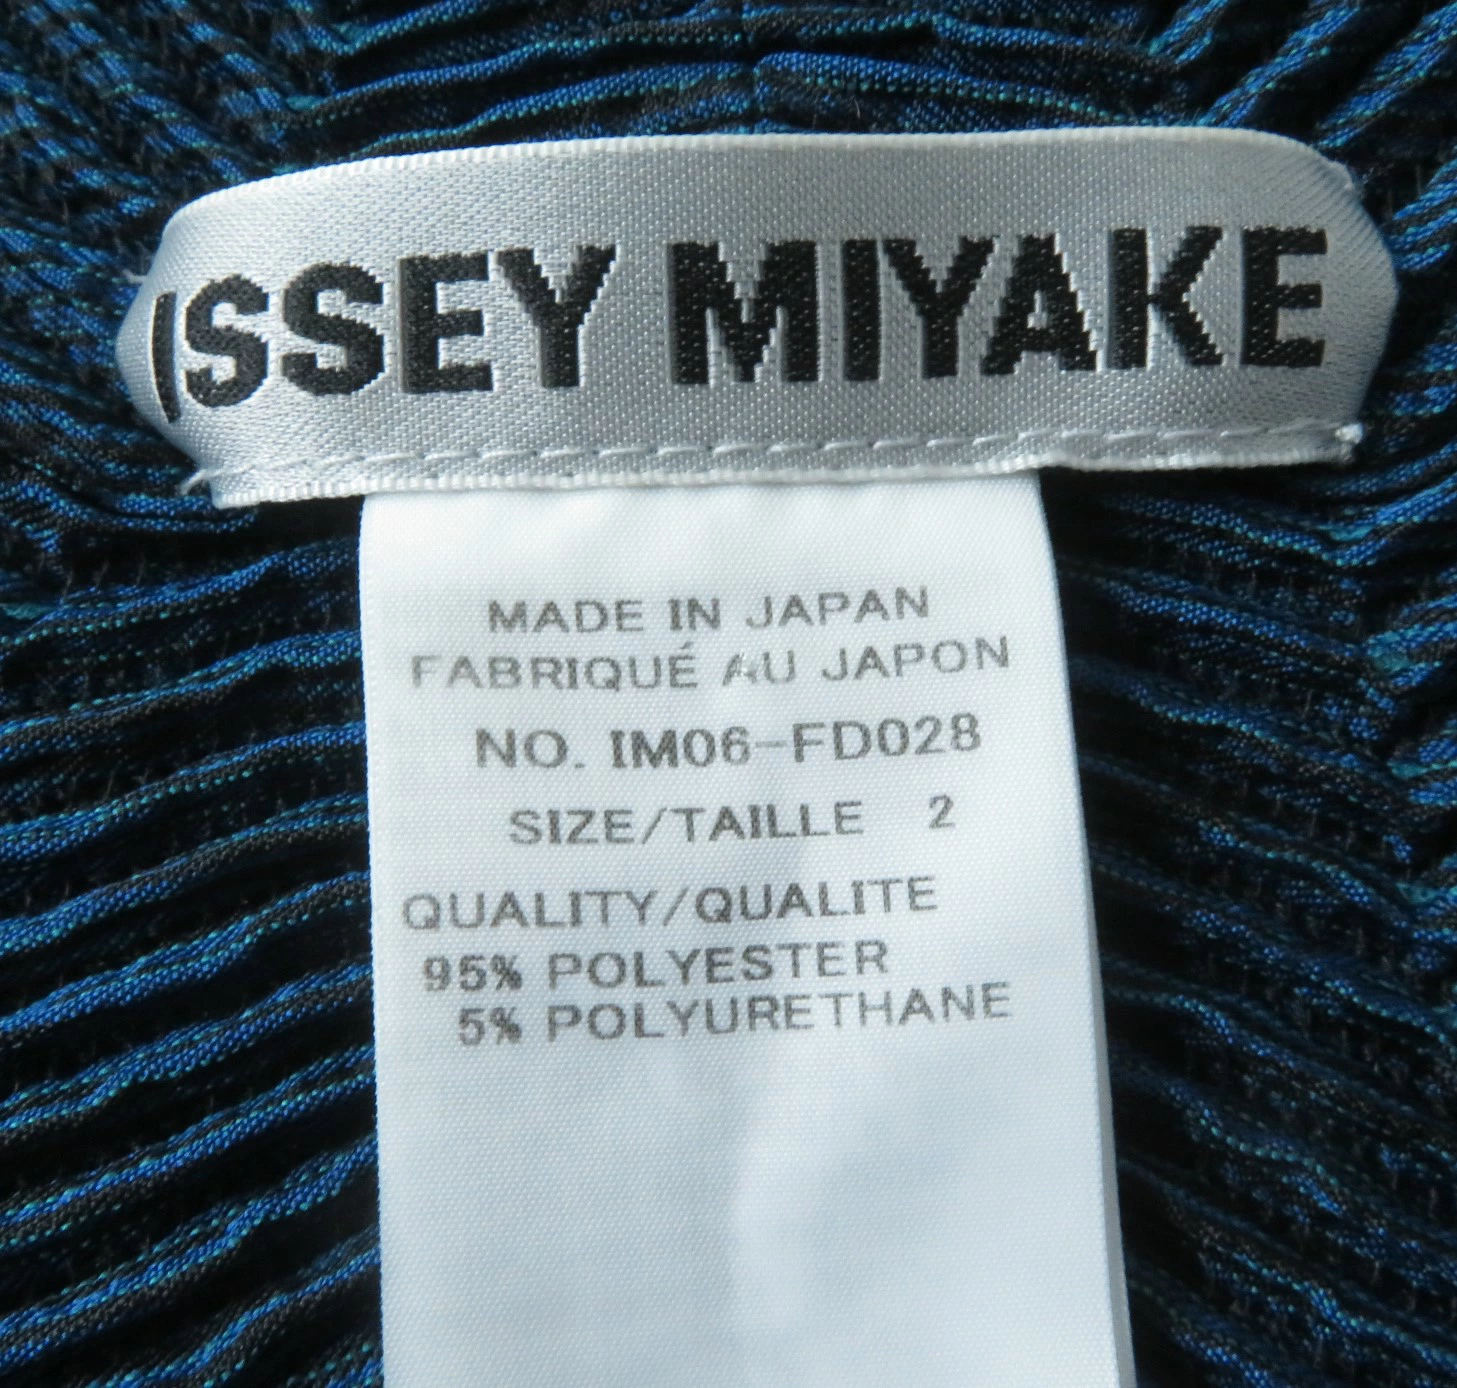 ISSEY MIYAKE
MADE IN JAPAN
FABRIQUÉ AU JAPON
NO. IM06-FD028
SIZE/TAILLE 2
QUALITY/QUALITE
95% POLYESTER
5% POLYURETHANE